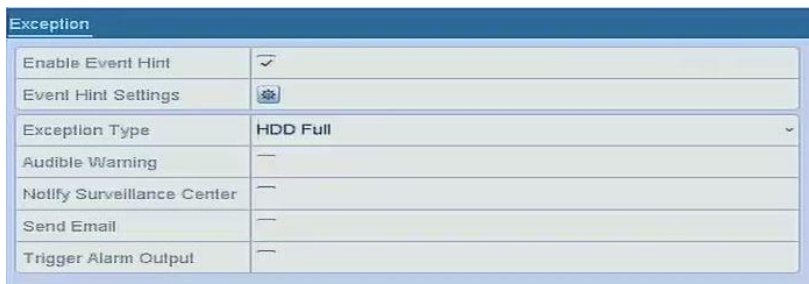 Exception
Enable Event Hint
Event Hint Settings
Exception Type HDD Full
Audible Warning
Notify Surveillance Center
Send Email
Trigger Alarm Output